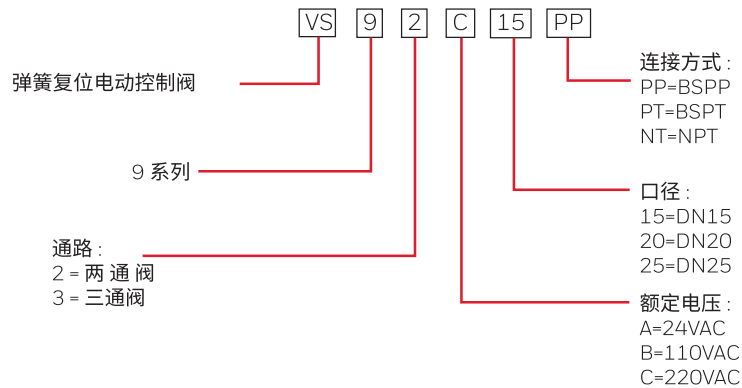 VS 9 2 C 15 PP
弹簧复位电动控制阀
9 系列
通路 :
2 = 两 通 阀
3 = 三通阀
连接方式 :
PP=BSPP
PT=BSPT
NT=NPT
口径 :
15=DN15
20=DN20
25=DN25
额定电压 :
A=24VAC
B=110VAC
C=220VAC